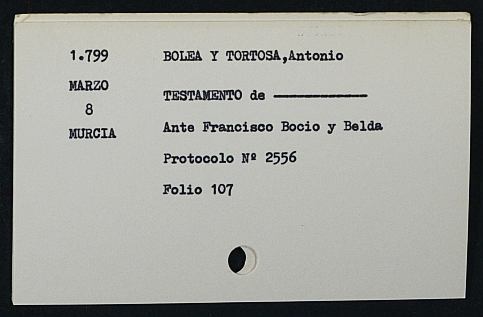 1.799 BOLEA Y TORTOSA,Antonio
MARZO
TESTAMENTO de ————————
8
MURCIA Ante Francisco Bocio y Belda
Protocolo Nº 2556
Folio 107